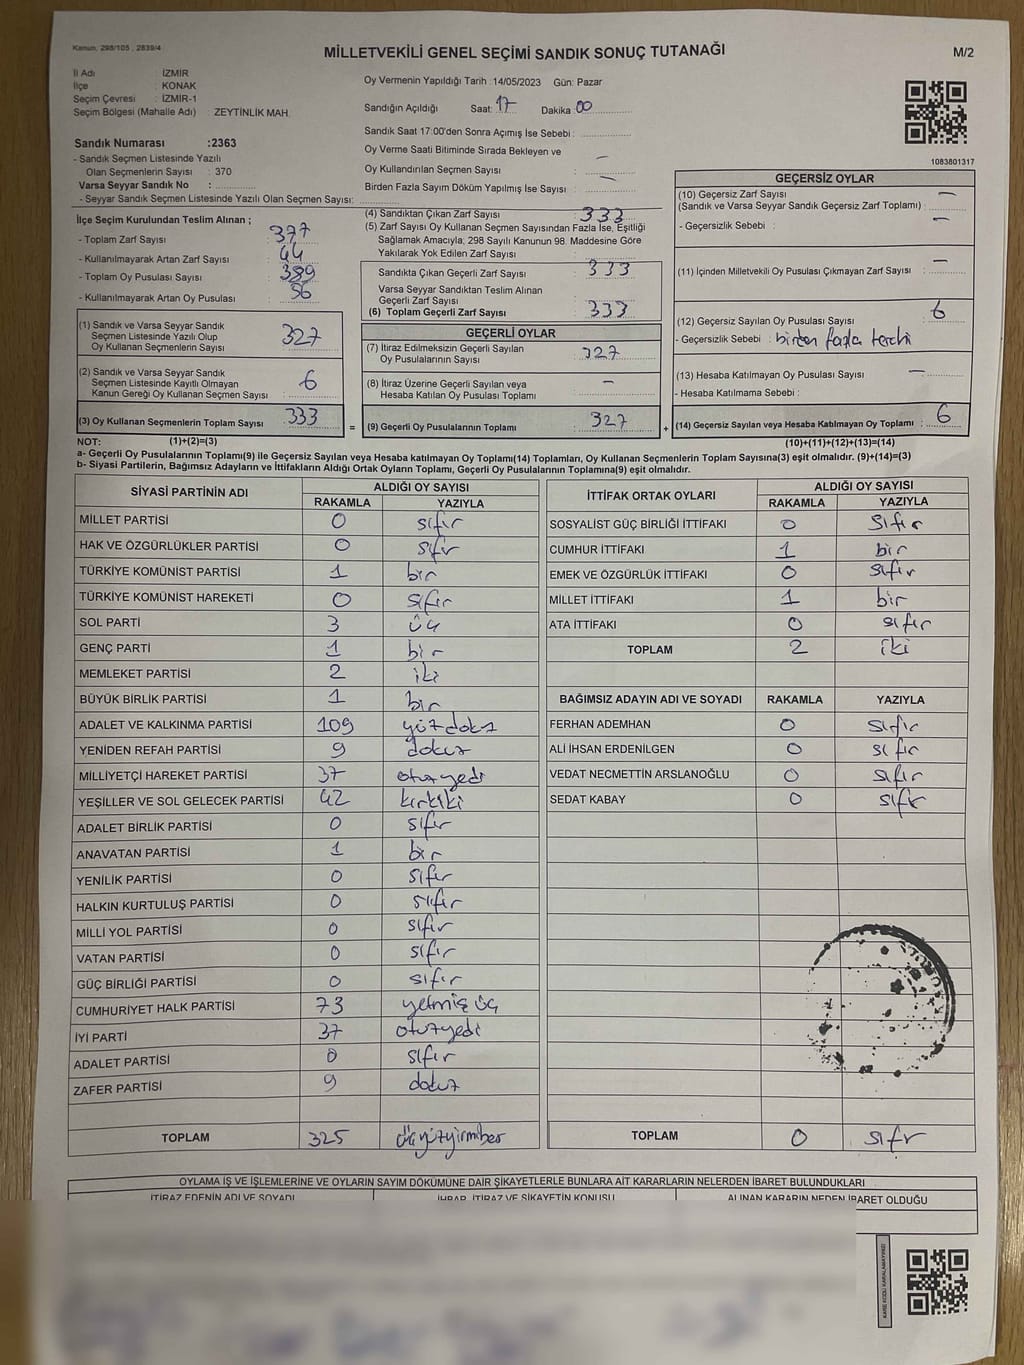 Kanun. 298/105 , 2839/4
MİLLETVEKİLİ GENEL SEÇİMİ SANDIK SONUÇ TUTANAĞI
M/2
İl Adı : İZMİR
İlçe : KONAK
Seçim Çevresi : İZMİR-1
Seçim Bölgesi (Mahalle Adı) : ZEYTİNLİK MAH.
Oy Vermenin Yapıldığı Tarih :14/05/2023 Gün: Pazar
Sandığın Açıldığı Saat: 17 Dakika 00
Sandık Saat 17:00'den Sonra Açımış İse Sebebi :
Oy Verme Saati Bitiminde Sırada Bekleyen ve
Oy Kullandırılan Seçmen Sayısı : —
Birden Fazla Sayım Döküm Yapılmış İse Sayısı : —
Sandık Numarası :2363
- Sandık Seçmen Listesinde Yazılı
Olan Seçmenlerin Sayısı : 370
Varsa Seyyar Sandık No :
- Seyyar Sandık Seçmen Listesinde Yazılı Olan Seçmen Sayısı:
1083801317
İlçe Seçim Kurulundan Teslim Alınan ;
- Toplam Zarf Sayısı : 377
- Kullanılmayarak Artan Zarf Sayısı : 44
- Toplam Oy Pusulası Sayısı : 389
- Kullanılmayarak Artan Oy Pusulası : 56
(4) Sandıktan Çıkan Zarf Sayısı : 333
(5) Zarf Sayısı Oy Kullanan Seçmen Sayısından Fazla İse, Eşitliği
Sağlamak Amacıyla; 298 Sayılı Kanunun 98. Maddesine Göre
Yakılarak Yok Edilen Zarf Sayısı :
Sandıkta Çıkan Geçerli Zarf Sayısı : 333
Varsa Seyyar Sandıktan Teslim Alınan
Geçerli Zarf Sayısı :
(6) Toplam Geçerli Zarf Sayısı : 333
GEÇERSİZ OYLAR
(10) Geçersiz Zarf Sayısı —
(Sandık ve Varsa Seyyar Sandık Geçersiz Zarf Toplamı) :
- Geçersizlik Sebebi : —
(11) İçinden Milletvekili Oy Pusulası Çıkmayan Zarf Sayısı : —
(12) Geçersiz Sayılan Oy Pusulası Sayısı : 6
- Geçersizlik Sebebi : birden fazla tercihi
(13) Hesaba Katılmayan Oy Pusulası Sayısı : —
- Hesaba Katılmama Sebebi :
(14) Geçersiz Sayılan veya Hesaba Katılmayan Oy Toplamı : 6
(1) Sandık ve Varsa Seyyar Sandık
Seçmen Listesinde Yazılı Olup
Oy Kullanan Seçmenlerin Sayısı : 327
(2) Sandık ve Varsa Seyyar Sandık
Seçmen Listesinde Kayıtlı Olmayan
Kanun Gereği Oy Kullanan Seçmen Sayısı : 6
(3) Oy Kullanan Seçmenlerin Toplam Sayısı : 333
GEÇERLİ OYLAR
(7) İtiraz Edilmeksizin Geçerli Sayılan
Oy Pusulalarının Sayısı : 327
(8) İtiraz Üzerine Geçerli Sayılan veya
Hesaba Katılan Oy Pusulası Toplamı : —
= (9) Geçerli Oy Pusulalarının Toplamı : 327 +
NOT: (1)+(2)=(3)
(10)+(11)+(12)+(13)=(14)
a- Geçerli Oy Pusulalarının Toplamı(9) ile Geçersiz Sayılan veya Hesaba katılmayan Oy Toplamı(14) Toplamları, Oy Kullanan Seçmenlerin Toplam Sayısına(3) eşit olmalıdır. (9)+(14)=(3)
b- Siyasi Partilerin, Bağımsız Adayların ve İttifakların Aldığı Ortak Oyların Toplamı, Geçerli Oy Pusulalarının Toplamına(9) eşit olmalıdır.
SİYASİ PARTİNİN ADI
ALDIĞI OY SAYISI
RAKAMLA YAZIYLA
MİLLET PARTİSİ 0 sıfır
HAK VE ÖZGÜRLÜKLER PARTİSİ 0 sıfır
TÜRKİYE KOMÜNİST PARTİSİ 1 bir
TÜRKİYE KOMÜNİST HAREKETİ 0 sıfır
SOL PARTİ 3 üç
GENÇ PARTİ 1 bir
MEMLEKET PARTİSİ 2 iki
BÜYÜK BİRLİK PARTİSİ 1 bir
ADALET VE KALKINMA PARTİSİ 109 yüzdokuz
YENİDEN REFAH PARTİSİ 9 dokuz
MİLLİYETÇİ HAREKET PARTİSİ 37 otuzyedi
YEŞİLLER VE SOL GELECEK PARTİSİ 42 kırkiki
ADALET BİRLİK PARTİSİ 0 sıfır
ANAVATAN PARTİSİ 1 bir
YENİLİK PARTİSİ 0 sıfır
HALKIN KURTULUŞ PARTİSİ 0 sıfır
MİLLİ YOL PARTİSİ 0 sıfır
VATAN PARTİSİ 0 sıfır
GÜÇ BİRLİĞİ PARTİSİ 0 sıfır
CUMHURİYET HALK PARTİSİ 73 yetmiş üç
İYİ PARTİ 37 otuzyedi
ADALET PARTİSİ 0 sıfır
ZAFER PARTİSİ 9 dokuz
TOPLAM 325 üçyüzyirmibeş
İTTİFAK ORTAK OYLARI
ALDIĞI OY SAYISI
RAKAMLA YAZIYLA
SOSYALİST GÜÇ BİRLİĞİ İTTİFAKI 0 sıfır
CUMHUR İTTİFAKI 1 bir
EMEK VE ÖZGÜRLÜK İTTİFAKI 0 sıfır
MİLLET İTTİFAKI 1 bir
ATA İTTİFAKI 0 sıfır
TOPLAM 2 iki
BAĞIMSIZ ADAYIN ADI VE SOYADI RAKAMLA YAZIYLA
FERHAN ADEMHAN 0 sıfır
ALİ İHSAN ERDENİLGEN 0 sıfır
VEDAT NECMETTİN ARSLANOĞLU 0 sıfır
SEDAT KABAY 0 sıfır
TOPLAM 0 sıfır
OYLAMA İŞ VE İŞLEMLERİNE VE OYLARIN SAYIM DÖKÜMÜNE DAİR ŞİKAYETLERLE BUNLARA AİT KARARLARIN NELERDEN İBARET BULUNDUKLARI
İTİRAZ EDENİN ADI VE SOYADI İHBAR, İTİRAZ VE ŞİKAYETİN KONUSU ALINAN KARARIN NEDEN İBARET OLDUĞU
KARE KODU KARALAMAYINIZ!